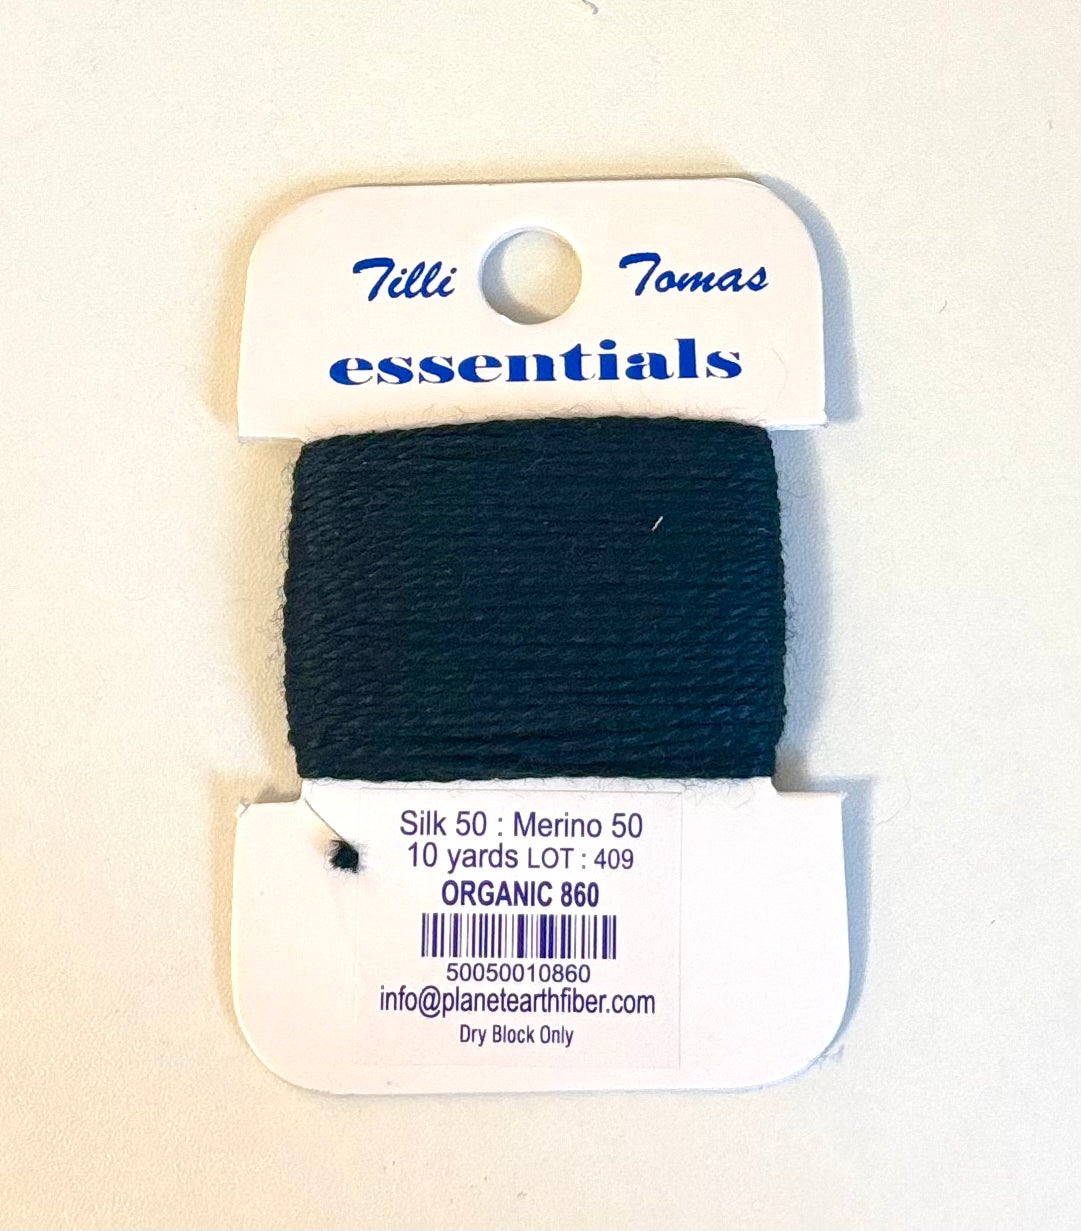 Tilli Tomas
essentials
Silk 50 : Merino 50
10 yards LOT : 409
ORGANIC 860
50050010860
info@planetearthfiber.com
Dry Block Only